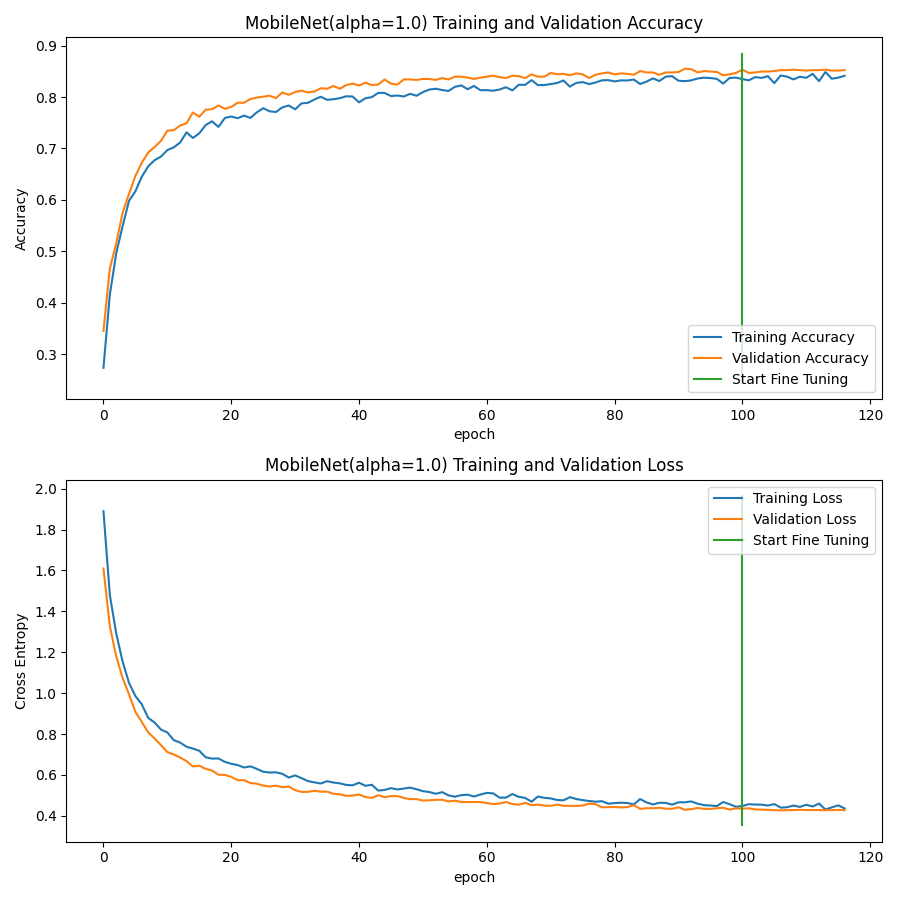 MobileNet(alpha=1.0) Training and Validation Accuracy
0.9
0.8
0.7
0.6
0.5
0.4
0.3
Accuracy
Training Accuracy
Validation Accuracy
Start Fine Tuning
0 20 40 60 80 100 120
epoch
MobileNet(alpha=1.0) Training and Validation Loss
2.0
1.8
1.6
1.4
1.2
1.0
0.8
0.6
0.4
Cross Entropy
Training Loss
Validation Loss
Start Fine Tuning
0 20 40 60 80 100 120
epoch